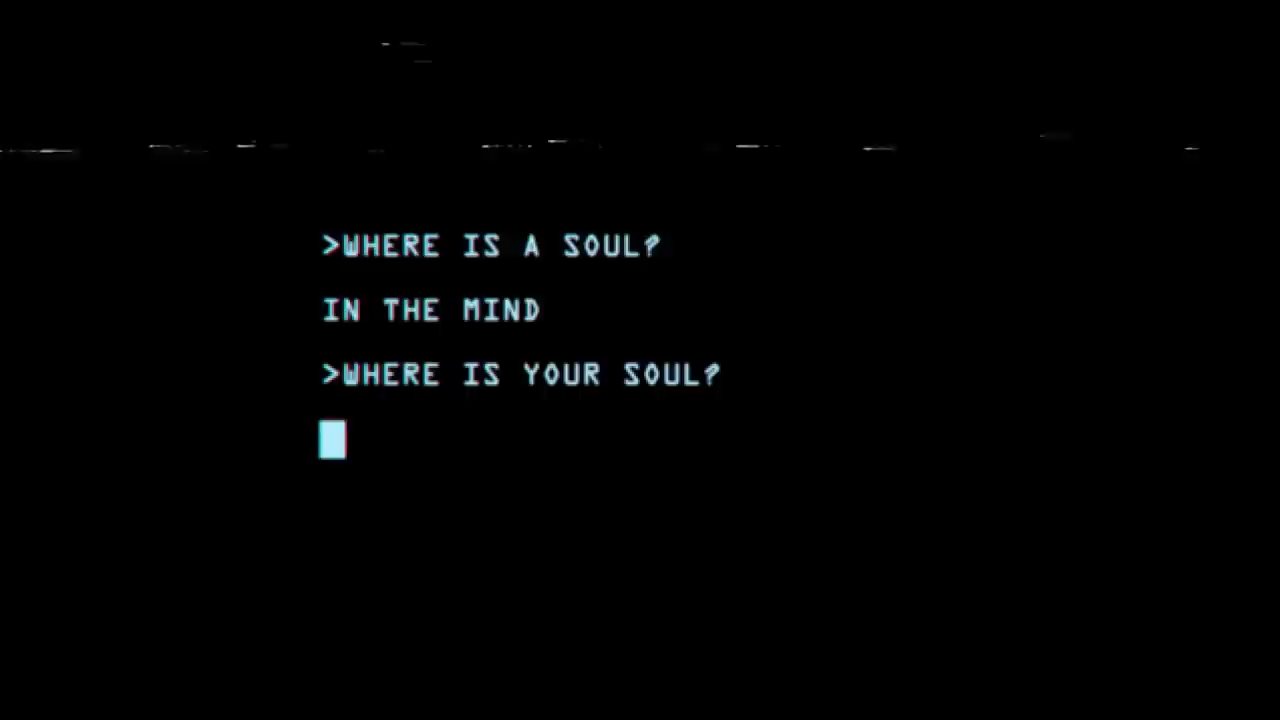 >WHERE IS A SOUL?
IN THE MIND
>WHERE IS YOUR SOUL?